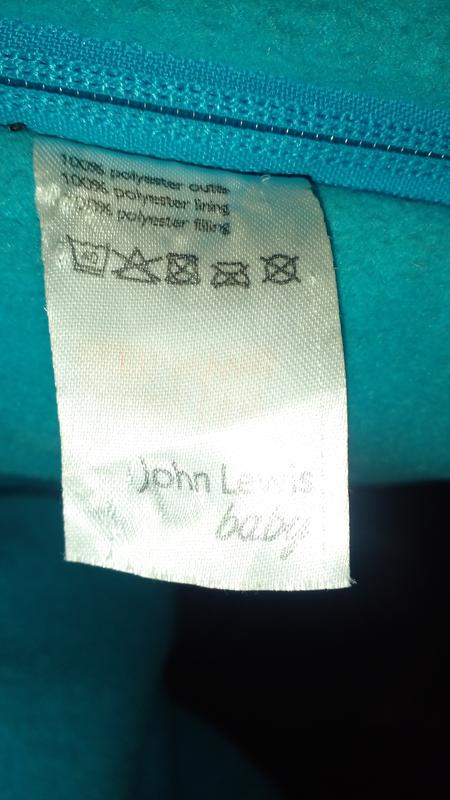 100% polyester outer
100% polyester lining
100% polyester filling
John Lewis
baby